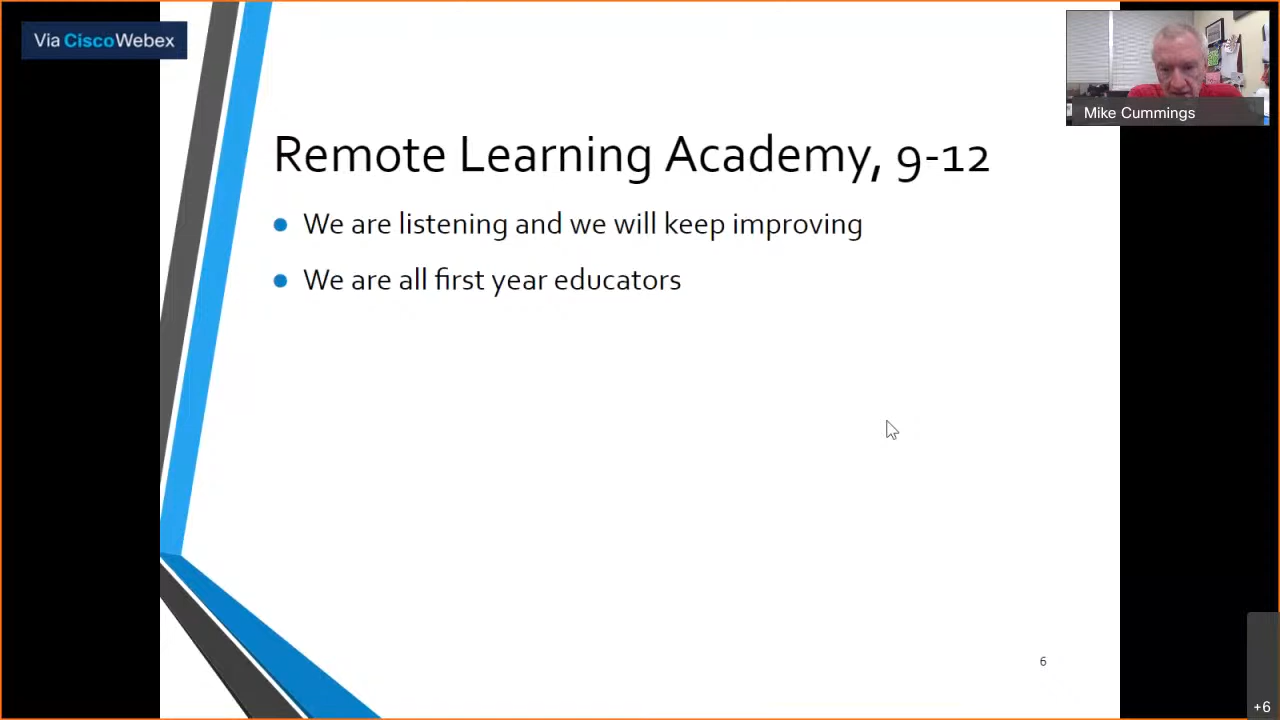 Via CiscoWebex
Mike Cummings
Remote Learning Academy, 9-12
We are listening and we will keep improving
We are all first year educators
6
+6